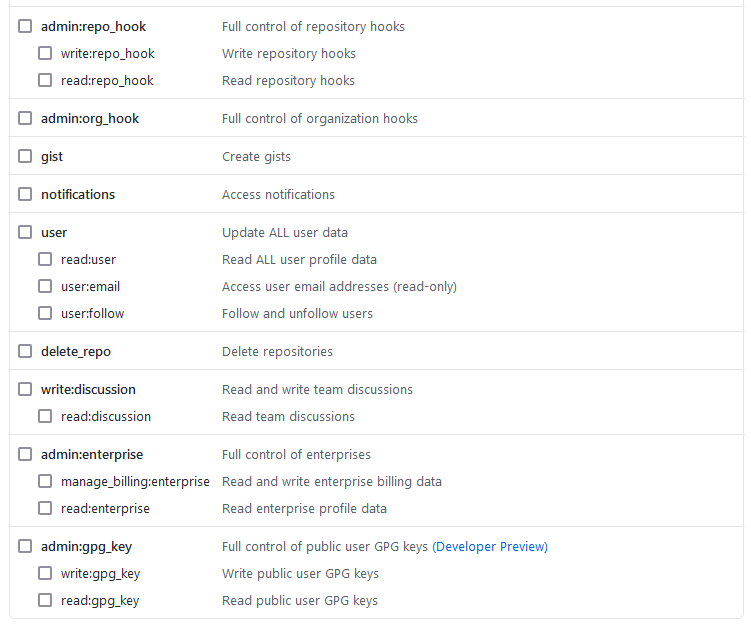 admin:repo_hook Full control of repository hooks
write:repo_hook Write repository hooks
read:repo_hook Read repository hooks
admin:org_hook Full control of organization hooks
gist Create gists
notifications Access notifications
user Update ALL user data
read:user Read ALL user profile data
user:email Access user email addresses (read-only)
user:follow Follow and unfollow users
delete_repo Delete repositories
write:discussion Read and write team discussions
read:discussion Read team discussions
admin:enterprise Full control of enterprises
manage_billing:enterprise Read and write enterprise billing data
read:enterprise Read enterprise profile data
admin:gpg_key Full control of public user GPG keys (Developer Preview)
write:gpg_key Write public user GPG keys
read:gpg_key Read public user GPG keys